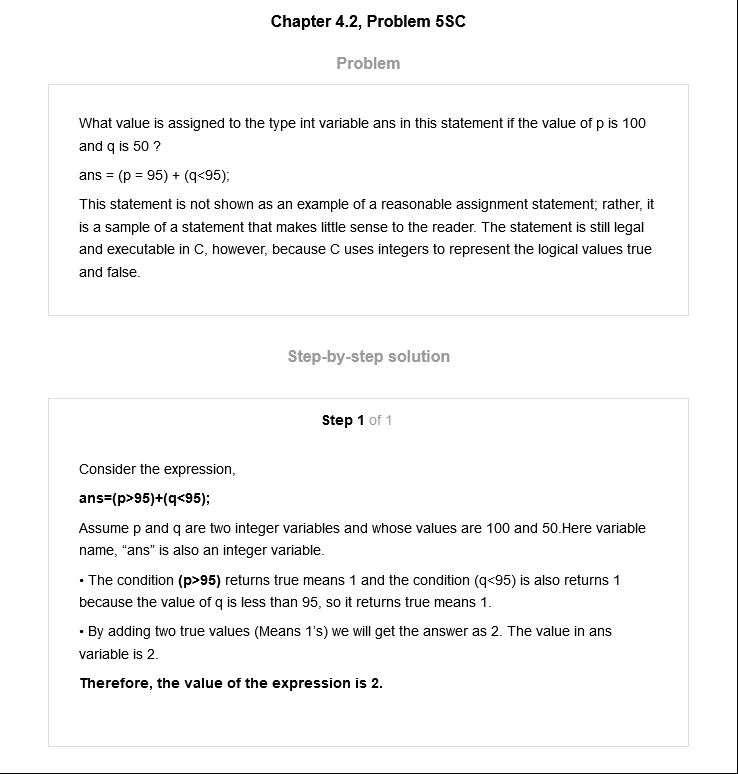 Chapter 4.2, Problem 5SC
Problem
What value is assigned to the type int variable ans in this statement if the value of p is 100
and q is 50 ?
ans = (p = 95) + (q<95);
This statement is not shown as an example of a reasonable assignment statement; rather, it
is a sample of a statement that makes little sense to the reader. The statement is still legal
and executable in C, however, because C uses integers to represent the logical values true
and false.
Step-by-step solution
Step 1 of 1
Consider the expression,
ans=(p>95)+(q<95);
Assume p and q are two integer variables and whose values are 100 and 50.Here variable
name, “ans” is also an integer variable.
• The condition (p>95) returns true means 1 and the condition (q<95) is also returns 1
because the value of q is less than 95, so it returns true means 1.
• By adding two true values (Means 1’s) we will get the answer as 2. The value in ans
variable is 2.
Therefore, the value of the expression is 2.